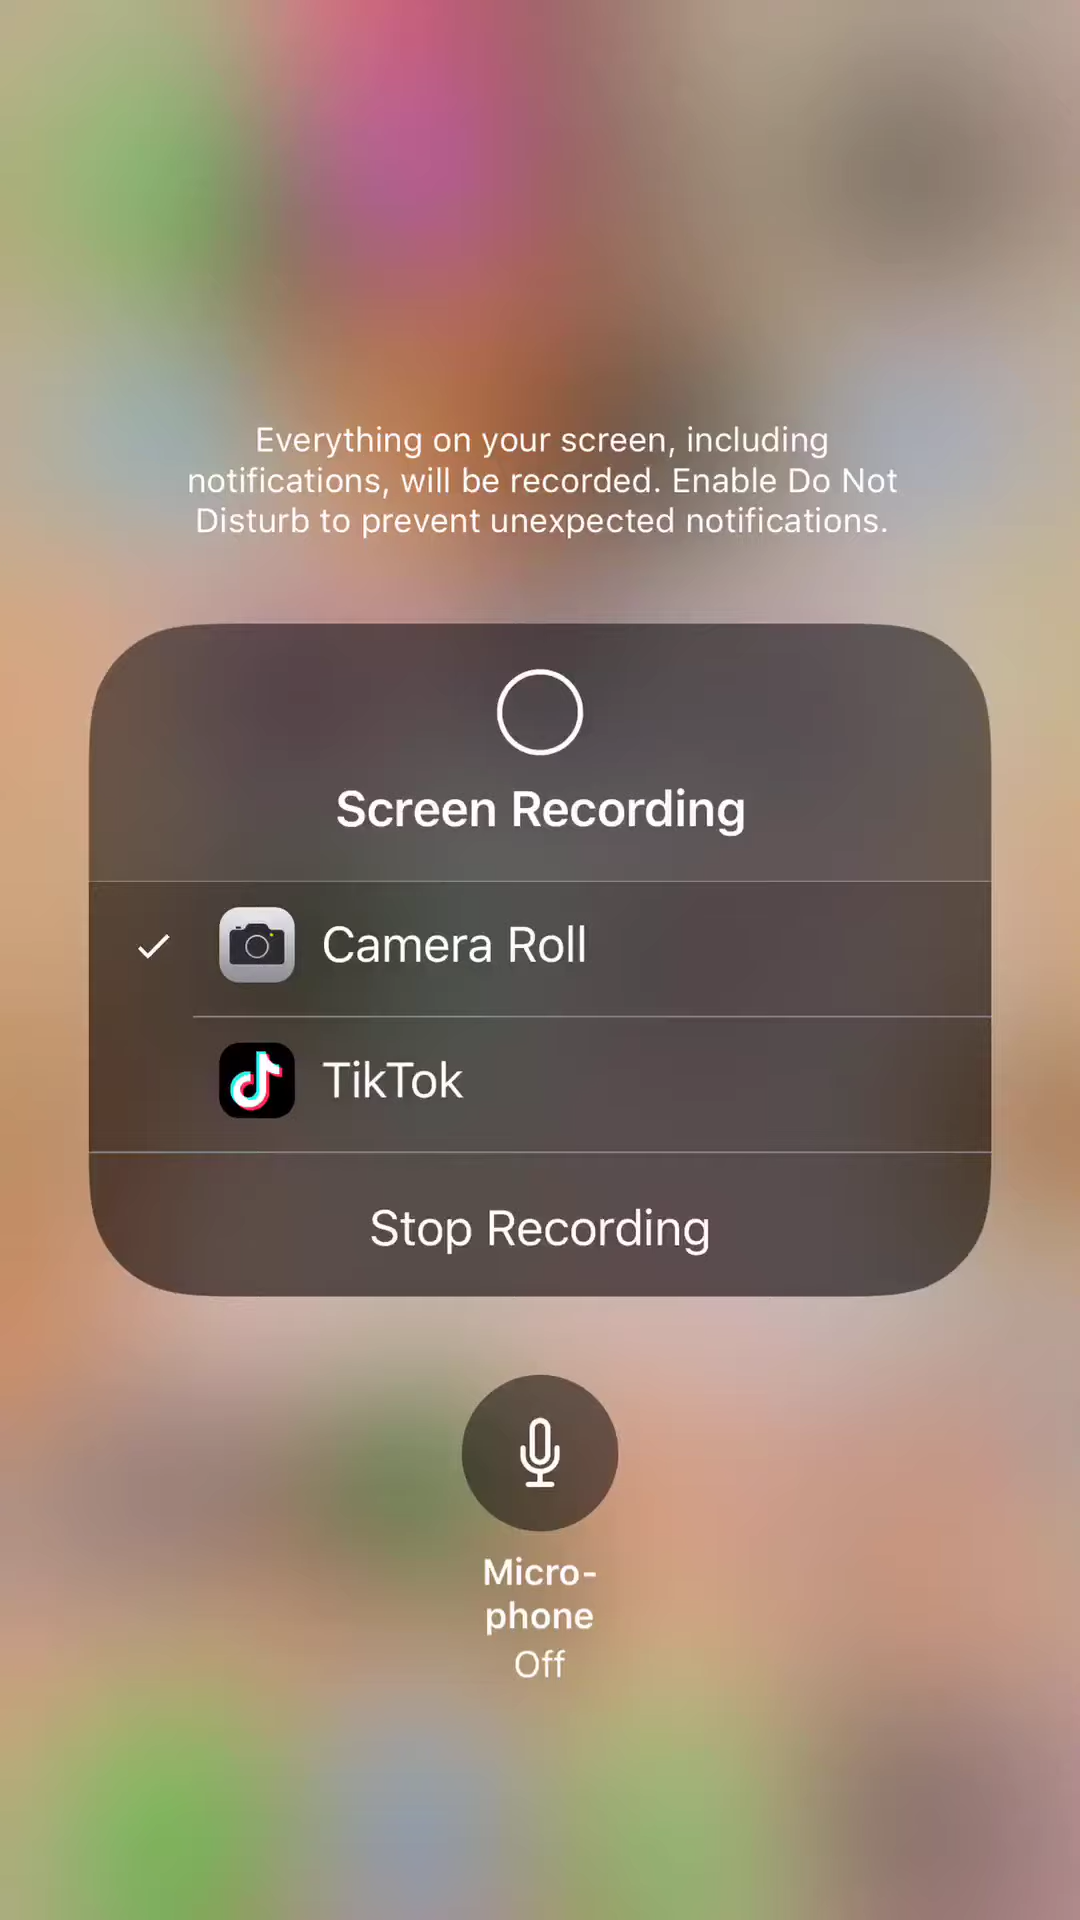 Everything on your screen, including
notifications, will be recorded. Enable Do Not
Disturb to prevent unexpected notifications.
Screen Recording
Camera Roll
TikTok
Stop Recording
Micro-
phone
Off